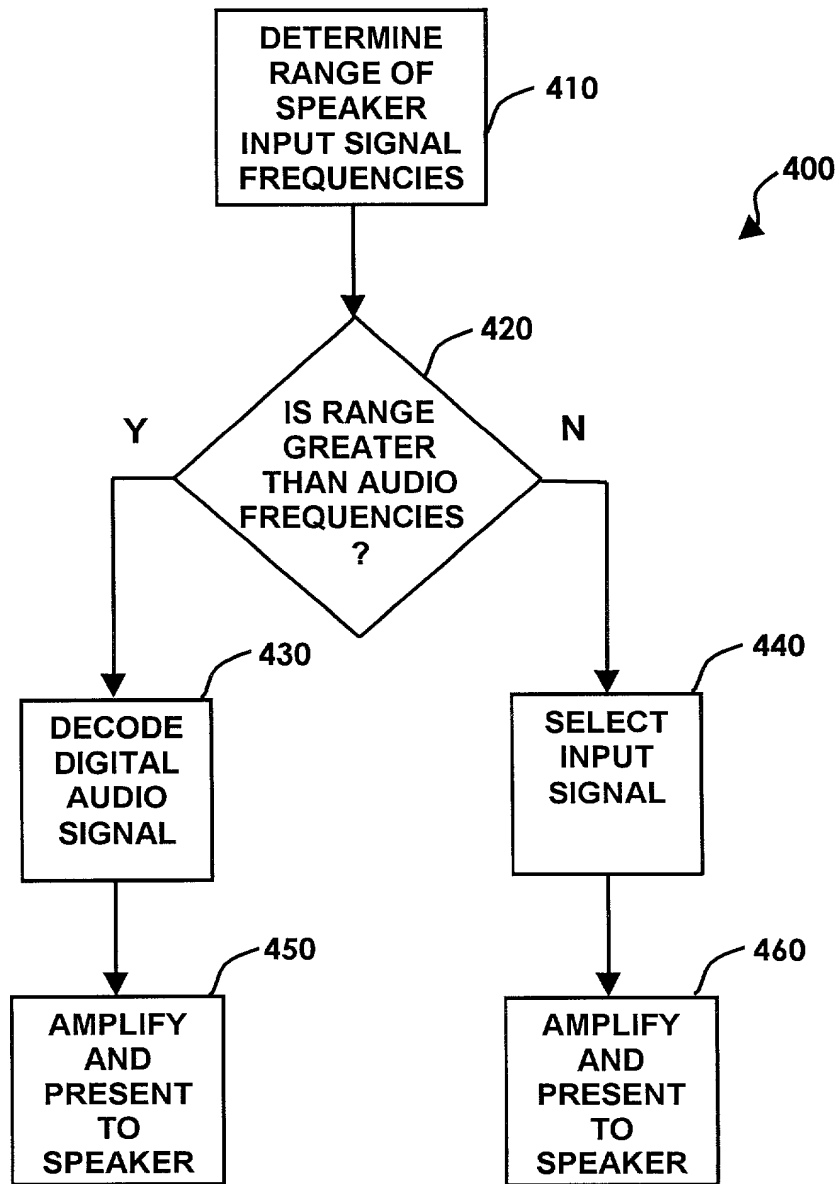 DETERMINE
RANGE OF
SPEAKER
INPUT SIGNAL
FREQUENCIES
410
400
420
IS RANGE
GREATER
THAN AUDIO
FREQUENCIES
?
Y
N
430
DECODE
DIGITAL
AUDIO
SIGNAL
440
SELECT
INPUT
SIGNAL
450
AMPLIFY
AND
PRESENT
TO
SPEAKER
460
AMPLIFY
AND
PRESENT
TO
SPEAKER